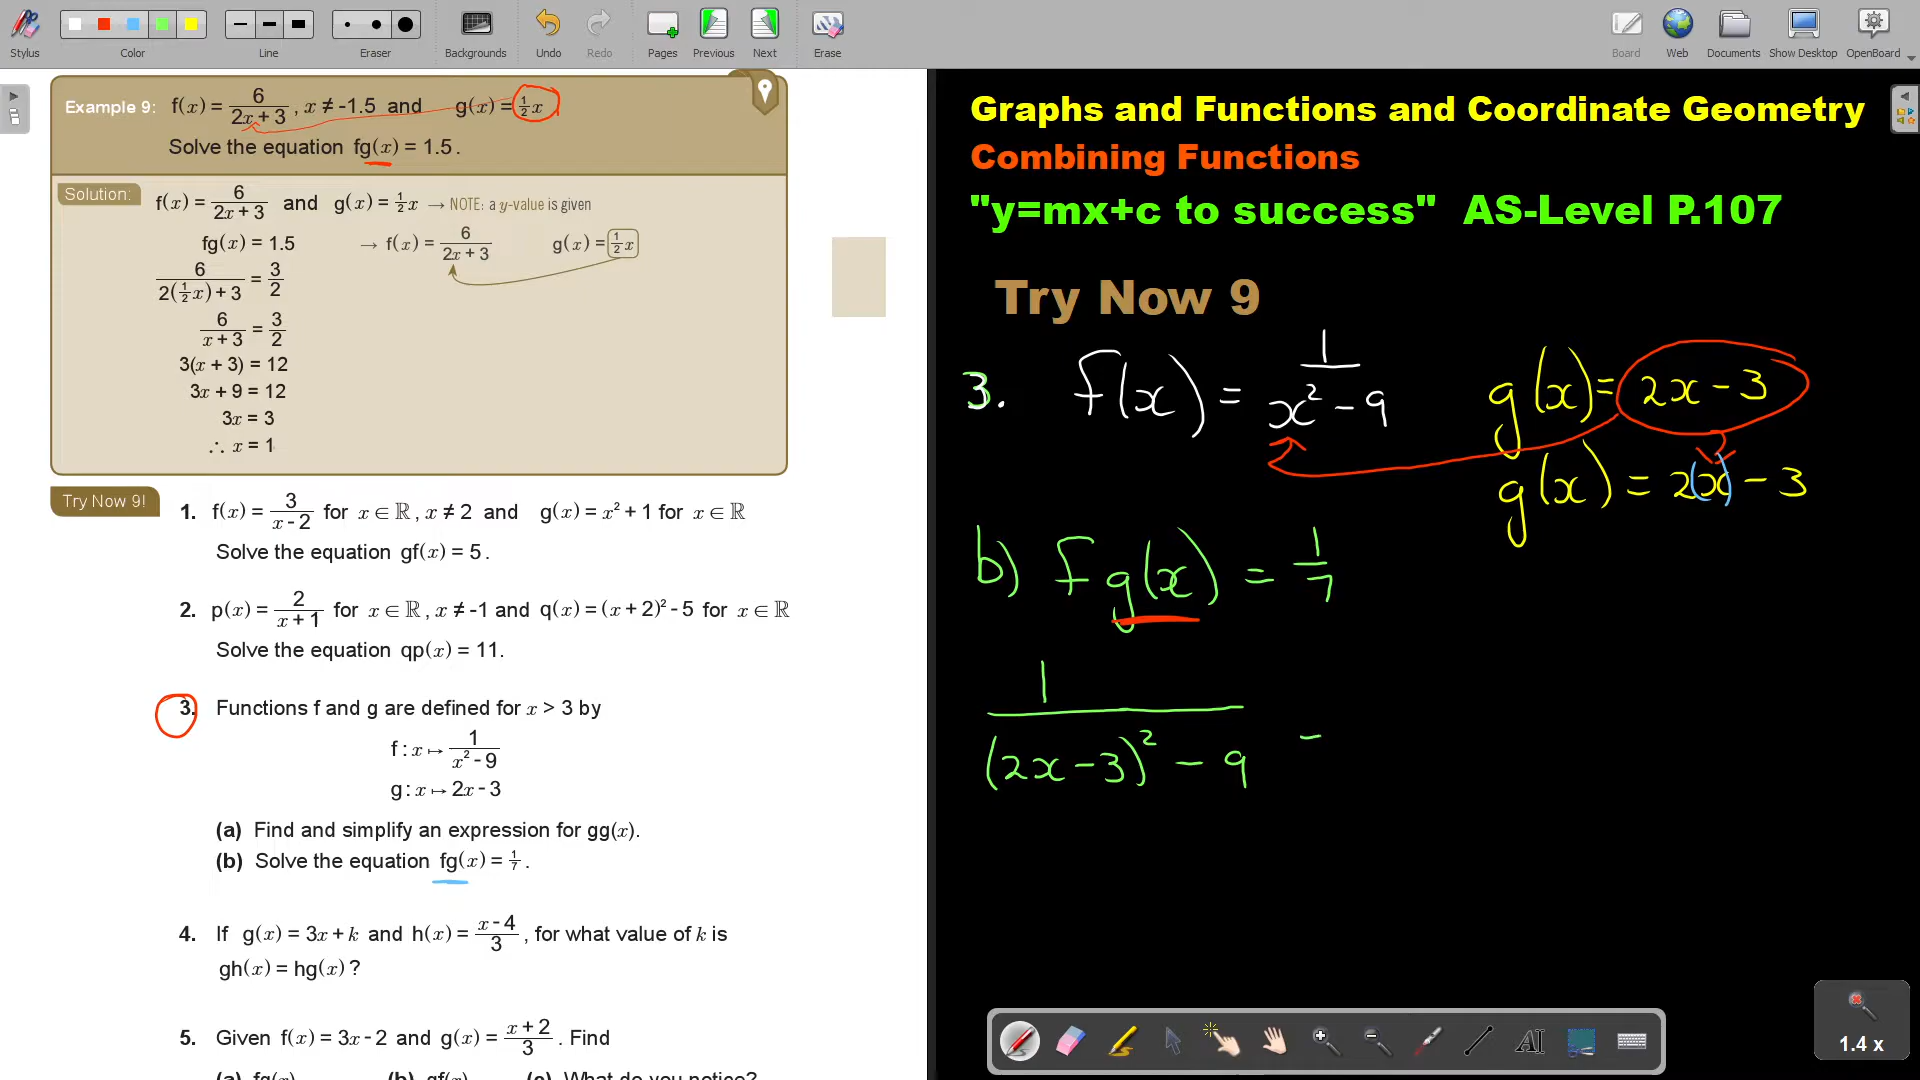 Stylus Color Line Eraser Backgrounds Undo Redo Pages Previous Next Erase Board Web Documents Show Desktop OpenBoard
Example 9: f(x) = 6/(2x + 3), x ≠ -1.5 and g(x) = ½x
Solve the equation fg(x) = 1.5.
Solution: f(x) = 6/(2x + 3) and g(x) = ½x → NOTE: a y-value is given
fg(x) = 1.5 → f(x) = 6/(2x + 3) g(x) = ½x
6/(2(½x) + 3) = 3/2
6/(x + 3) = 3/2
3(x + 3) = 12
3x + 9 = 12
3x = 3
∴ x = 1
Try Now 9!
1. f(x) = 3/(x - 2) for x ∈ ℝ, x ≠ 2 and g(x) = x² + 1 for x ∈ ℝ
Solve the equation gf(x) = 5.
2. p(x) = 2/(x + 1) for x ∈ ℝ, x ≠ -1 and q(x) = (x + 2)² - 5 for x ∈ ℝ
Solve the equation qp(x) = 11.
3. Functions f and g are defined for x > 3 by
f : x ↦ 1/(x² - 9)
g : x ↦ 2x - 3
(a) Find and simplify an expression for gg(x).
(b) Solve the equation fg(x) = 1/7.
4. If g(x) = 3x + k and h(x) = (x - 4)/3, for what value of k is
gh(x) = hg(x) ?
5. Given f(x) = 3x - 2 and g(x) = (x + 2)/3. Find
(a) fg(x) (b) gf(x) (c) What do you notice?
Graphs and Functions and Coordinate Geometry
Combining Functions
"y=mx+c to success" AS-Level P.107
Try Now 9
3. f(x) = 1/(x² - 9) g(x) = 2x - 3
g(x) = 2(x) - 3
b) fg(x) = 1/7
1/((2x - 3)² - 9) -
1.4 x